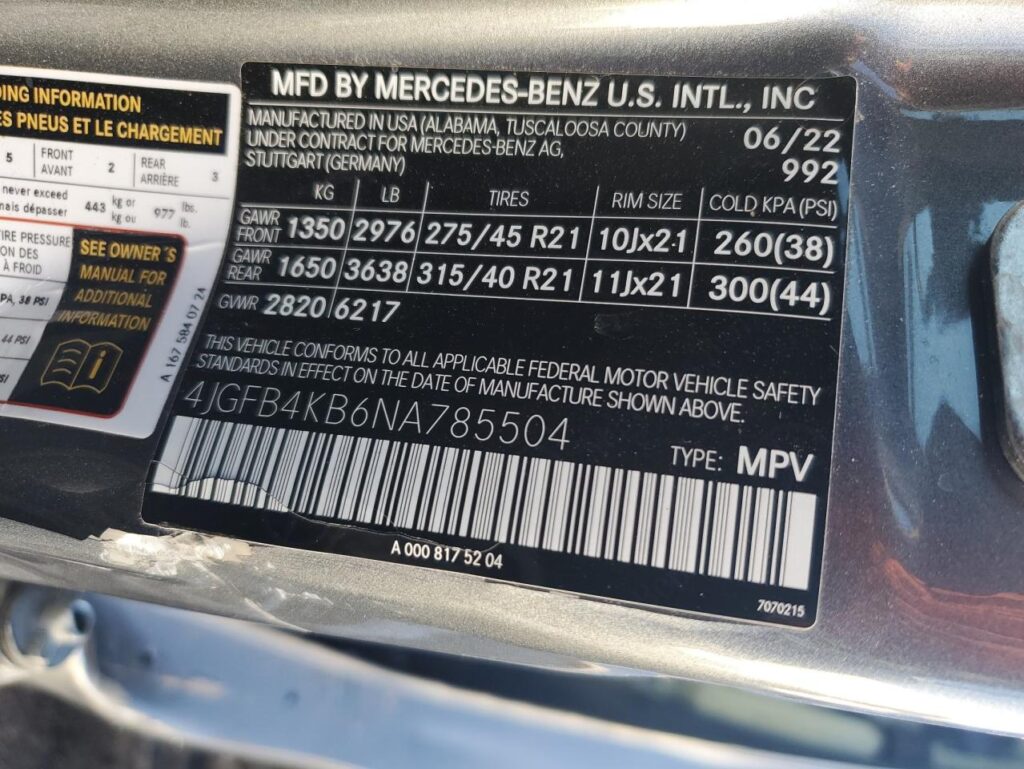 DING INFORMATION
ES PNEUS ET LE CHARGEMENT
5 FRONT AVANT 2 REAR ARRIÈRE 3
never exceed
mais dépasser
443 kg or kg ou 977 lbs. lb.
TIRE PRESSURE
ON DES
À FROID
PA, 38 PSI
44 PSI
SI
SEE OWNER'S
MANUAL FOR
ADDITIONAL
INFORMATION
A 167 584 07 24
MFD BY MERCEDES-BENZ U.S. INTL., INC
MANUFACTURED IN USA (ALABAMA, TUSCALOOSA COUNTY)
UNDER CONTRACT FOR MERCEDES-BENZ AG,
STUTTGART (GERMANY)
06/22
992
KG LB TIRES RIM SIZE COLD KPA (PSI)
GAWR FRONT 1350 2976 275/45 R21 10Jx21 260(38)
GAWR REAR 1650 3638 315/40 R21 11Jx21 300(44)
GVWR 2820 6217
THIS VEHICLE CONFORMS TO ALL APPLICABLE FEDERAL MOTOR VEHICLE SAFETY
STANDARDS IN EFFECT ON THE DATE OF MANUFACTURE SHOWN ABOVE.
4JGFB4KB6NA785504
TYPE: MPV
A 000 817 52 04
7070215